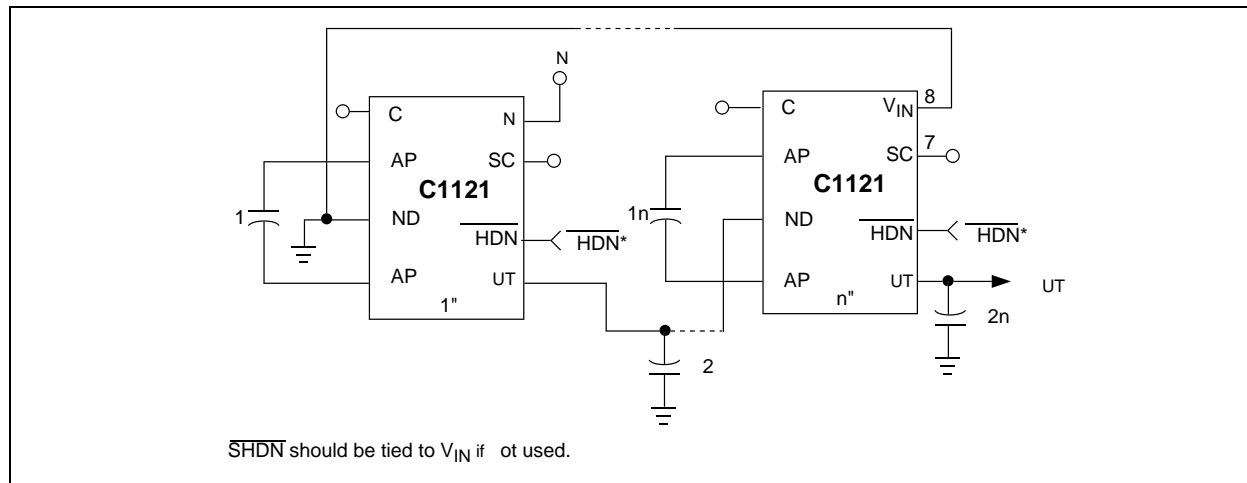 N
C
N
AP
SC
C1121
1
ND
HDN
HDN*
AP
UT
1"
2
C
VIN
8
AP
SC
7
C1121
1n
ND
HDN
HDN*
AP
UT
n"
UT
2n
SHDN should be tied to VIN if ot used.